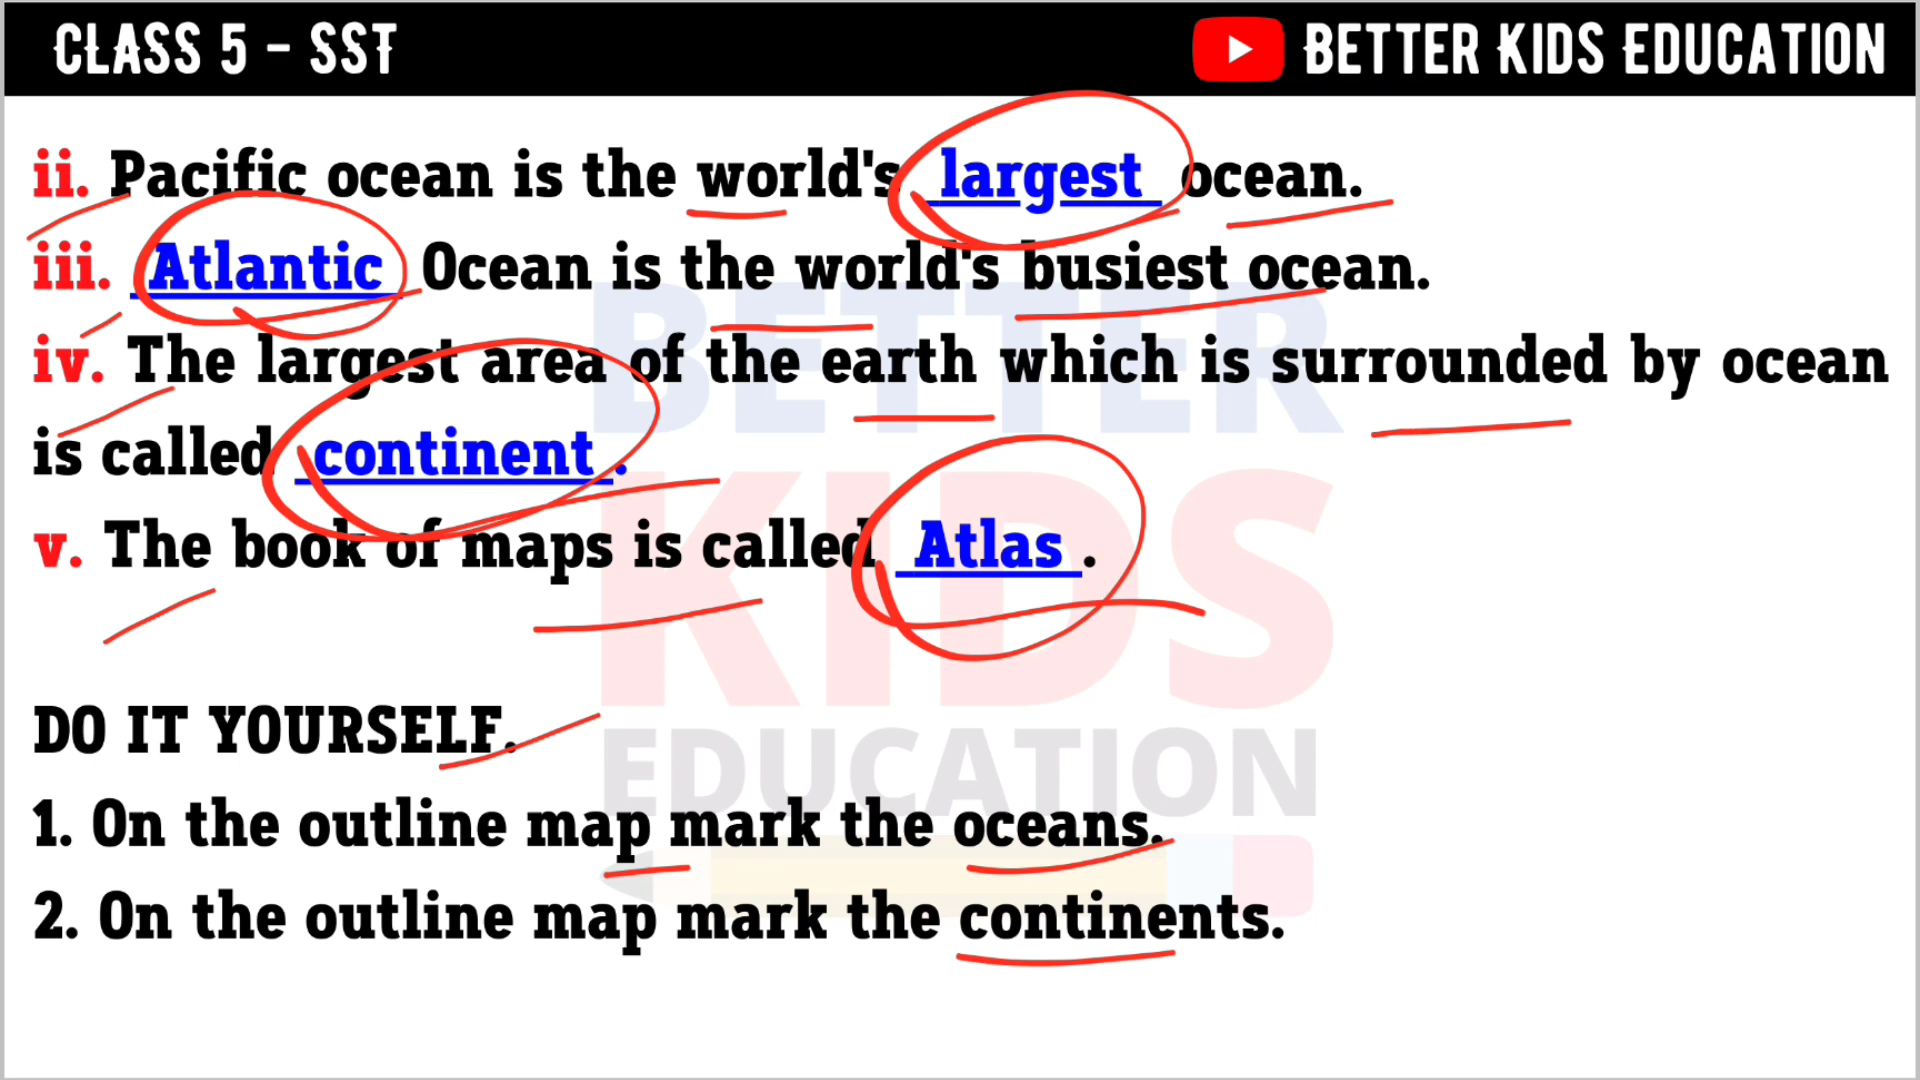 CLASS 5 - SST
BETTER KIDS EDUCATION
ii. Pacific ocean is the world's largest ocean.
iii. Atlantic Ocean is the world's busiest ocean.
iv. The largest area of the earth which is surrounded by ocean
is called continent.
v. The book of maps is called Atlas.
DO IT YOURSELF.
1. On the outline map mark the oceans.
2. On the outline map mark the continents.
BETTER
KIDS
EDUCATION